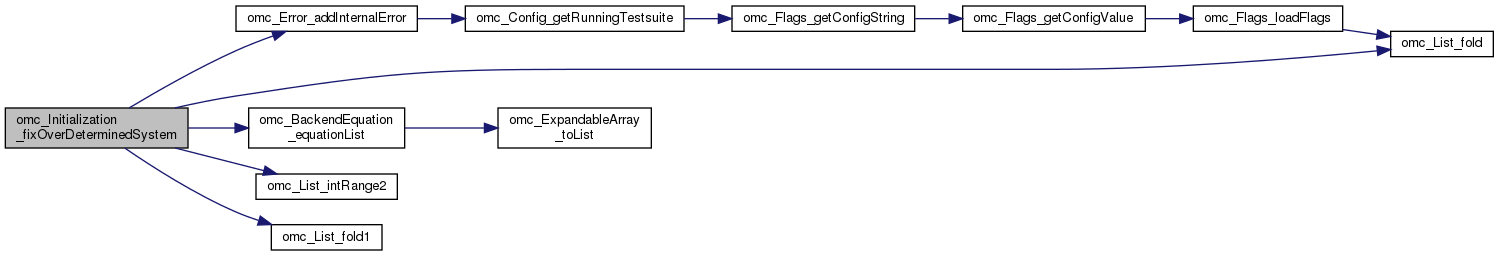 omc_Error_addInternalError
omc_Config_getRunningTestsuite
omc_Flags_getConfigString
omc_Flags_getConfigValue
omc_Flags_loadFlags
omc_List_fold
omc_Initialization
_fixOverDeterminedSystem
omc_BackendEquation
_equationList
omc_ExpandableArray
_toList
omc_List_intRange2
omc_List_fold1